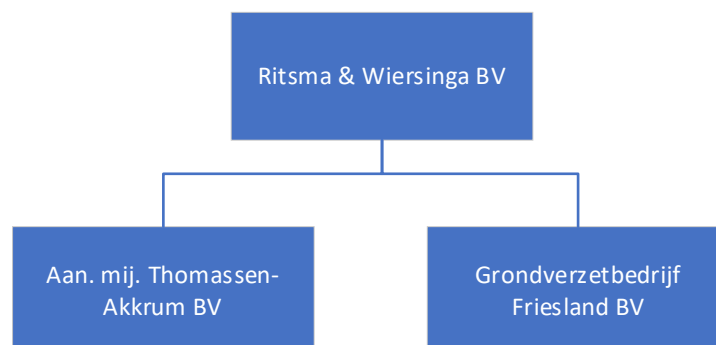 Ritsma & Wiersinga BV
Aan. mij. Thomassen-
Akkrum BV
Grondverzetbedrijf
Friesland BV